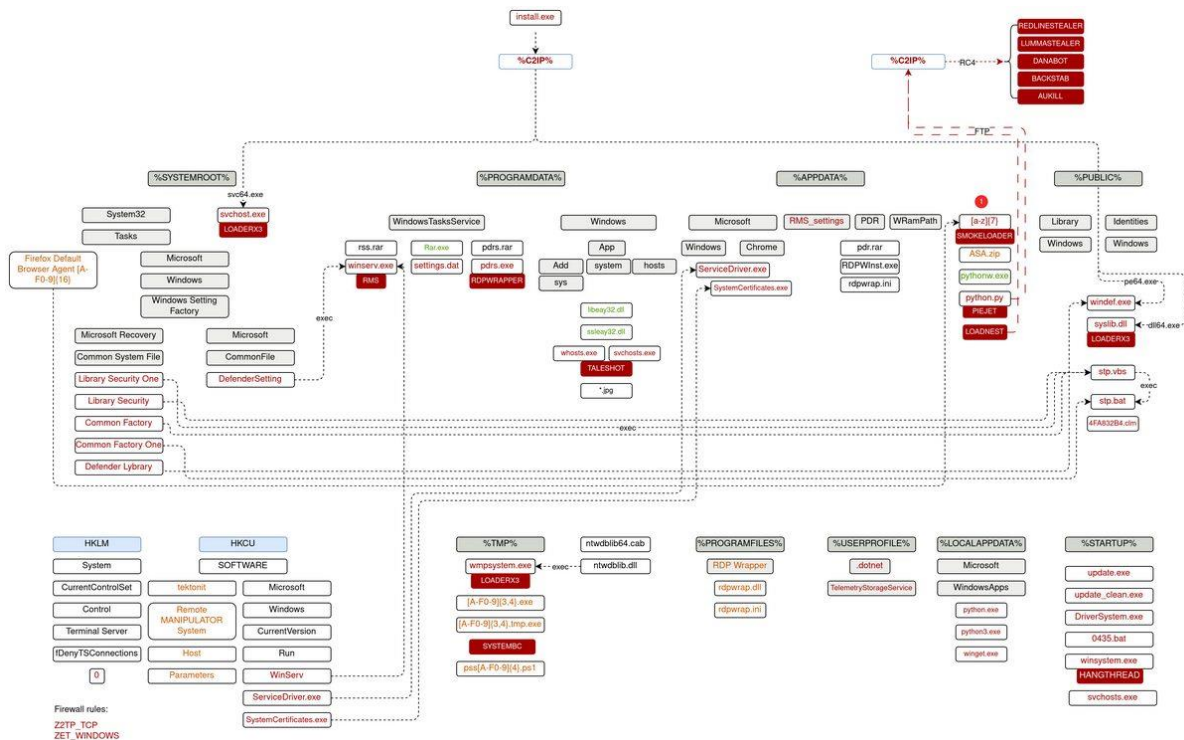 install.exe
%C2IP%
%C2IP%
RC4
REDLINESTEALER
LUMMASTEALER
DANABOT
BACKSTAB
AUKILL
FTP
%SYSTEMROOT%
%PROGRAMDATA%
%APPDATA%
%PUBLIC%
svc64.exe
System32
Tasks
svchost.exe
LOADERX3
Firefox Default
Browser Agent [A-
F0-9]{16)
Microsoft
Windows
Windows Setting
Factory
Microsoft Recovery
Common System File
Library Security One
Library Security
Common Factory
Common Factory One
Defender Lybrary
Microsoft
CommonFile
DefenderSetting
exec
WindowsTasksService
rss.rar
winserv.exe
RMS
Rar.exe
settings.dat
pdrs.rar
pdrs.exe
RDPWRAPPER
Windows
App
Add
system
hosts
sys
libeay32.dll
ssleay32.dll
whosts.exe
svchosts.exe
TALESHOT
*.jpg
Microsoft
Windows
Chrome
ServiceDriver.exe
SystemCertificates.exe
RMS_settings
PDR
WRamPath
pdr.rar
RDPWInst.exe
rdpwrap.ini
1
[a-z]{7)
SMOKELOADER
ASA.zip
pythonw.exe
python.py
PIEJET
LOADNEST
Library
Windows
Identities
Windows
pe64.exe
windef.exe
syslib.dll
dll64.exe
LOADERX3
stp.vbs
exec
stp.bat
4FA832B4.clm
exec
HKLM
System
CurrentControlSet
Control
Terminal Server
fDenyTSConnections
0
HKCU
SOFTWARE
tektonit
Remote
MANIPULATOR
System
Host
Parameters
Microsoft
Windows
CurrentVersion
Run
WinServ
ServiceDriver.exe
SystemCertificates.exe
Firewall rules:
Z2TP_TCP
ZET_WINDOWS
%TMP%
wmpsystem.exe
exec
LOADERX3
[A-F0-9]{3,4).exe
[A-F0-9]{3,4).tmp.exe
SYSTEMBC
pss[A-F0-9]{4).ps1
ntwdblib64.cab
ntwdblib.dll
%PROGRAMFILES%
RDP Wrapper
rdpwrap.dll
rdpwrap.ini
%USERPROFILE%
.dotnet
TelemetryStorageService
%LOCALAPPDATA%
Microsoft
WindowsApps
python.exe
python3.exe
winget.exe
%STARTUP%
update.exe
update_clean.exe
DriverSystem.exe
0435.bat
winsystem.exe
HANGTHREAD
svchosts.exe